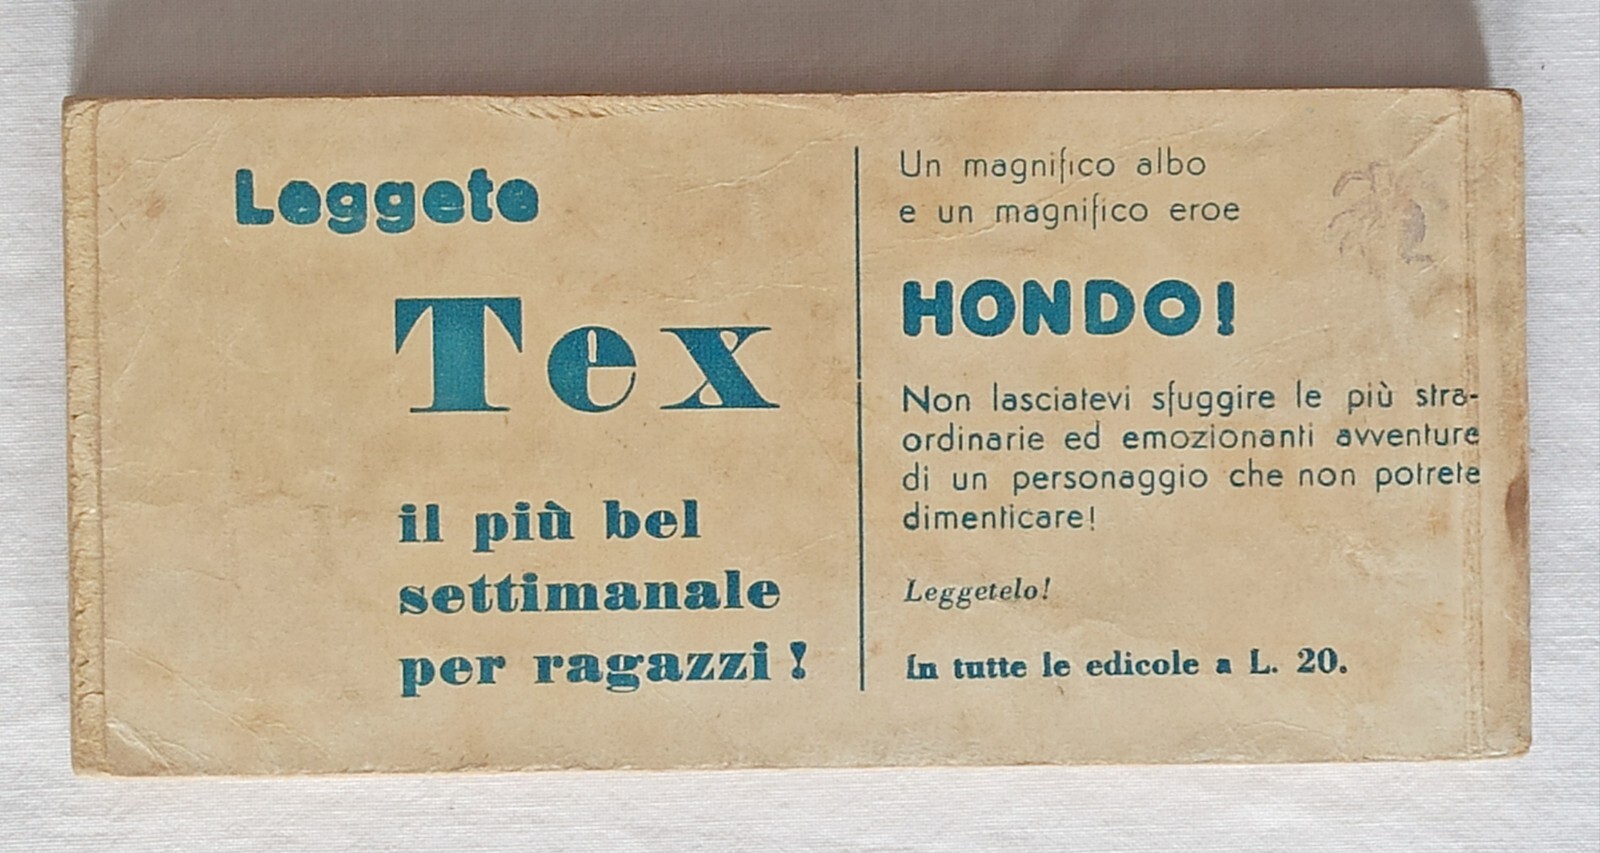 Leggete
Tex
il più bel
settimanale
per ragazzi!
Un magnifico albo
e un magnifico eroe
HONDO!
Non lasciatevi sfuggire le più stra-
ordinarie ed emozionanti avventure
di un personaggio che non potrete
dimenticare!
Leggetelo!
In tutte le edicole a L. 20.